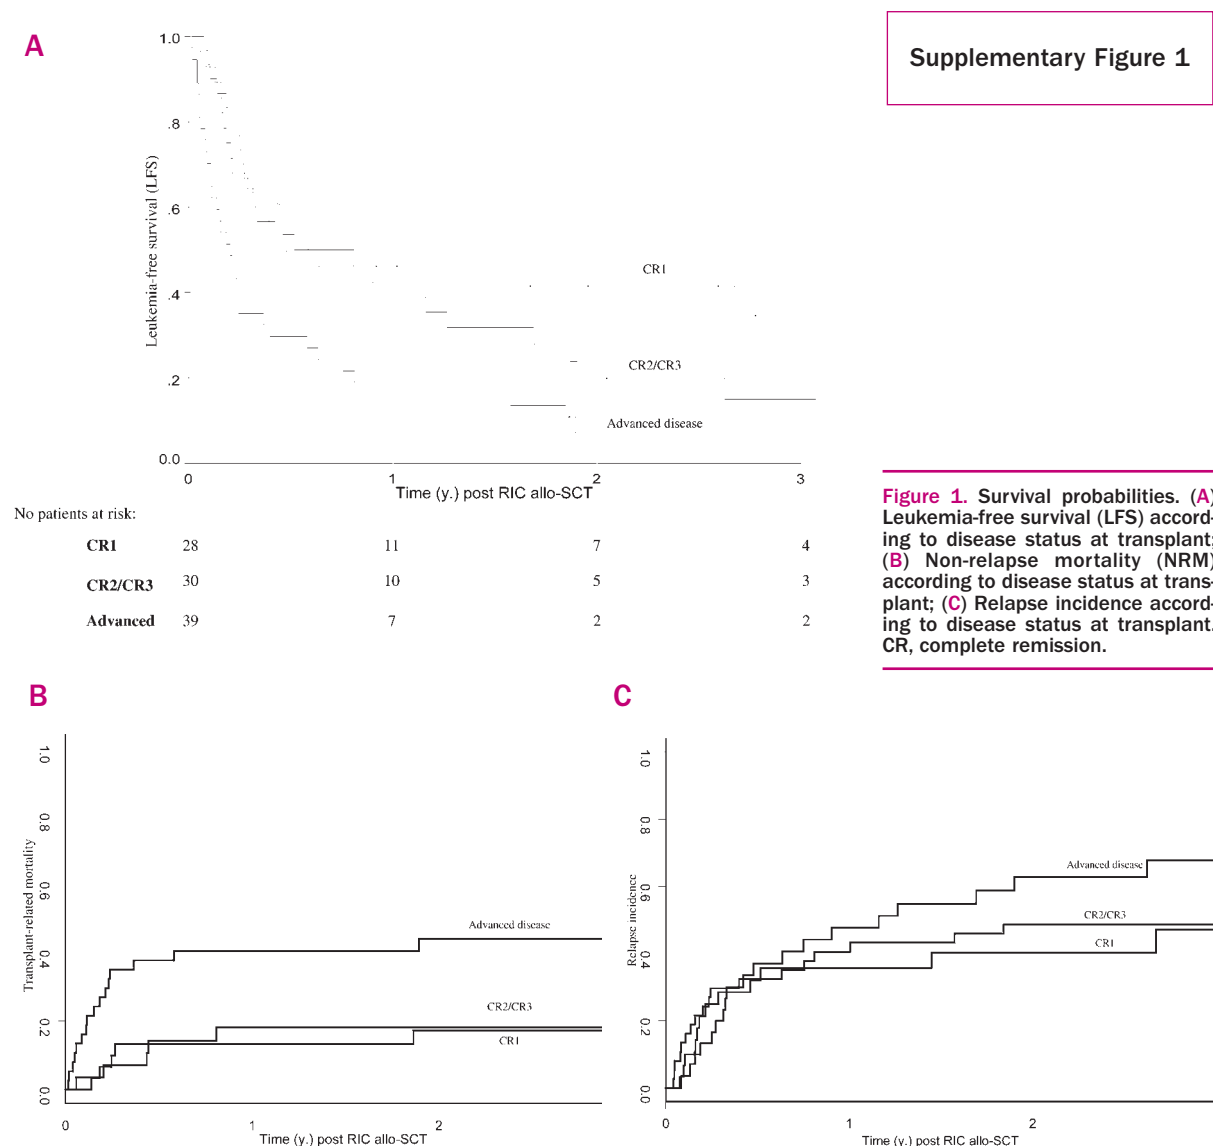 A
Supplementary Figure 1
1.0
.8
.6
.4
.2
0.0
Leukemia-free survival (LFS)
CR1
CR2/CR3
Advanced disease
0 1 2 3
Time (y.) post RIC allo-SCT
No patients at risk:
CR1 28 11 7 4
CR2/CR3 30 10 5 3
Advanced 39 7 2 2
Figure 1. Survival probabilities. (A)
Leukemia-free survival (LFS) accord-
ing to disease status at transplant;
(B) Non-relapse mortality (NRM)
according to disease status at trans-
plant; (C) Relapse incidence accord-
ing to disease status at transplant.
CR, complete remission.
B
1.0
0.8
0.6
0.4
0.2
0.0
Transplant-related mortality
Advanced disease
CR2/CR3
CR1
0 1 2
Time (y.) post RIC allo-SCT
C
1.0
0.8
0.6
0.4
0.2
0.0
Relapse incidence
Advanced disease
CR2/CR3
CR1
0 1 2
Time (y.) post RIC allo-SCT